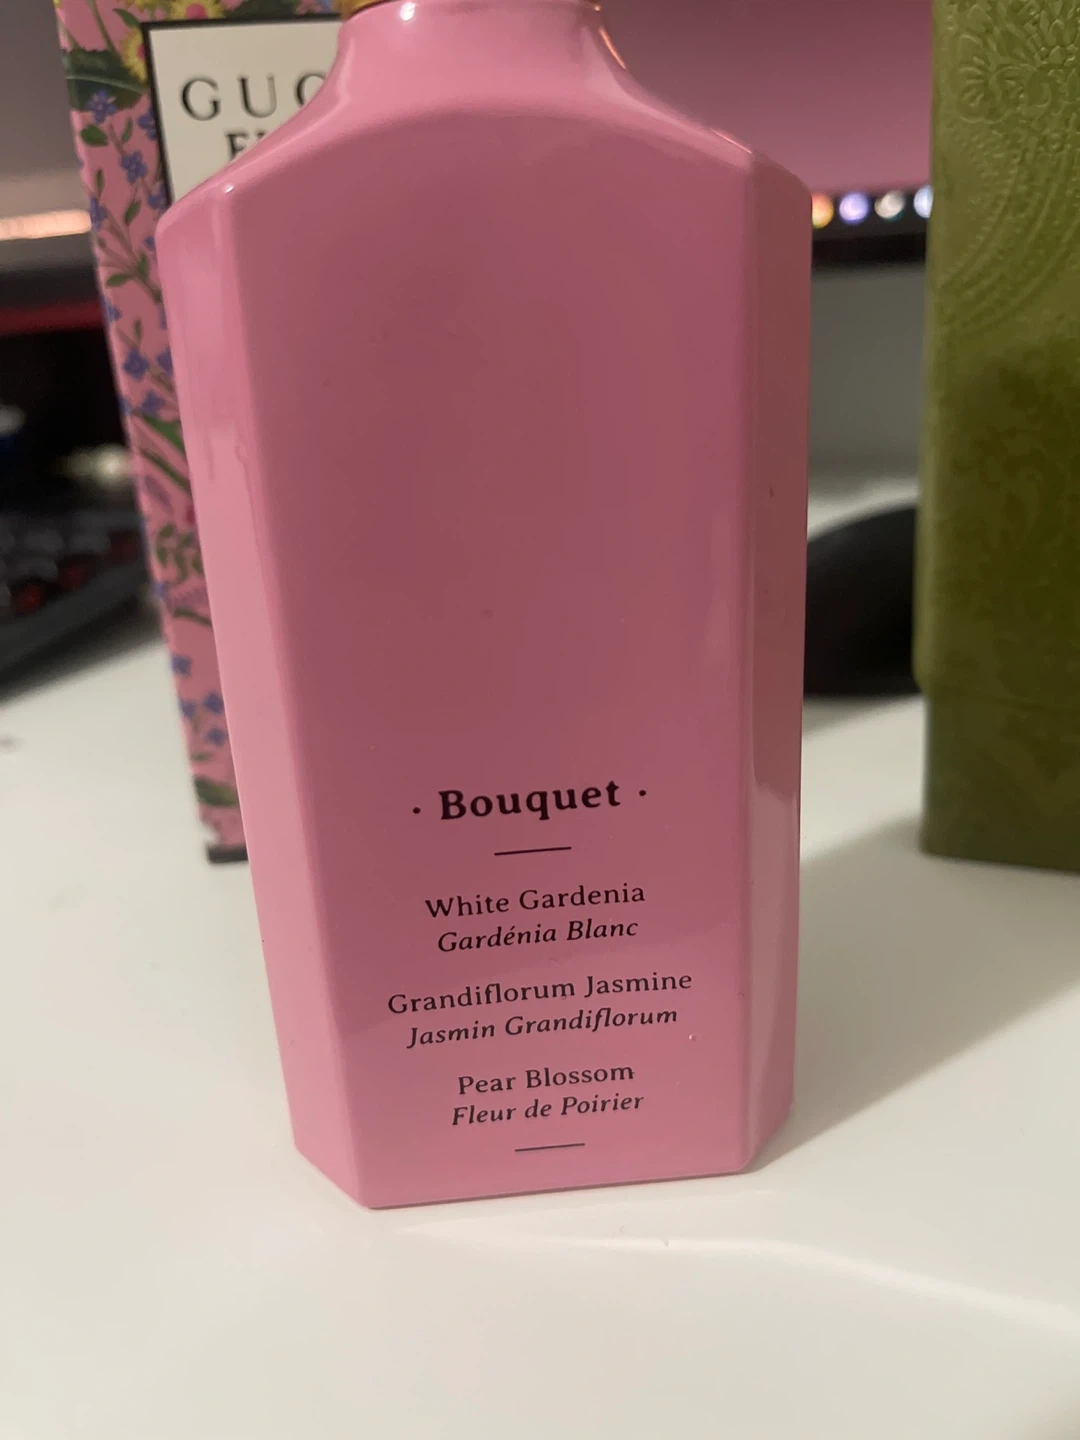 GUC
· Bouquet ·
White Gardenia
Gardénia Blanc
Grandiflorum Jasmine
Jasmin Grandiflorum
Pear Blossom
Fleur de Poirier